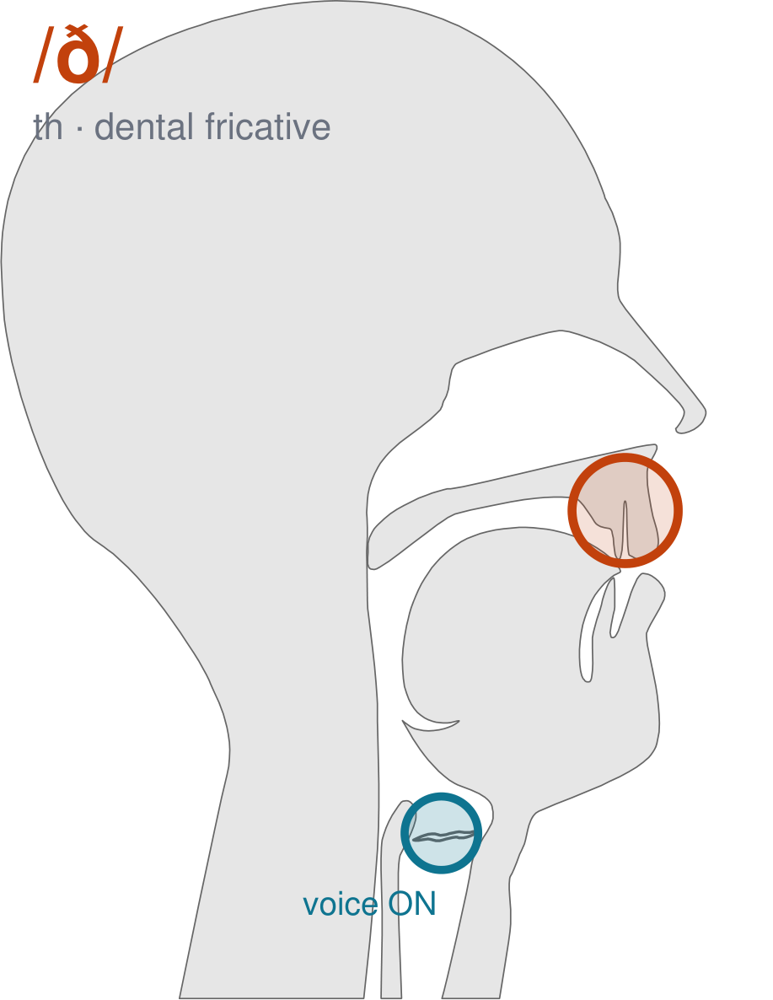 /ð/
th · dental fricative
voice ON